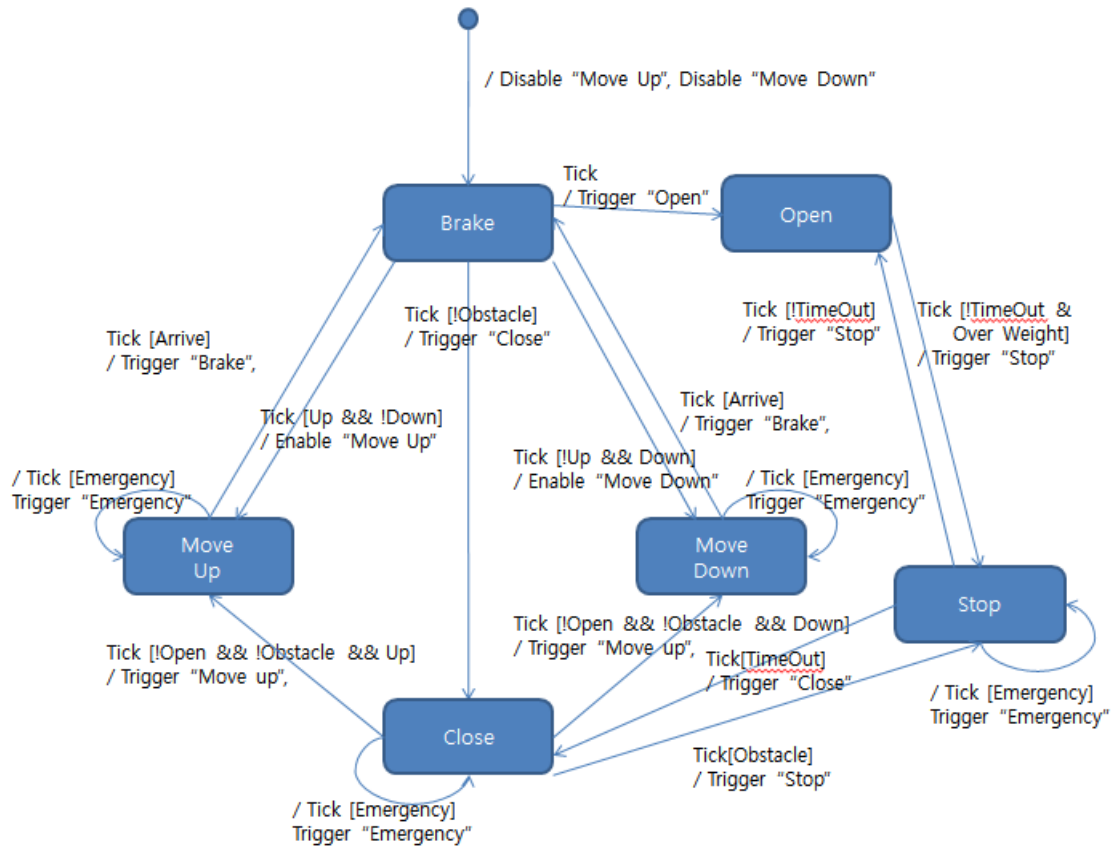 / Disable “Move Up”, Disable “Move Down”
Tick
/ Trigger “Open”
Brake
Open
Tick [!Obstacle]
/ Trigger “Close”
Tick [!TimeOut]
/ Trigger “Stop”
Tick [!TimeOut &
Over Weight]
/ Trigger “Stop”
Tick [Arrive]
/ Trigger “Brake”,
Tick [Up && !Down]
/ Enable “Move Up”
Tick [Arrive]
/ Trigger “Brake”,
Tick [!Up && Down]
/ Enable “Move Down”
/ Tick [Emergency]
Trigger “Emergency”
/ Tick [Emergency]
Trigger “Emergency”
Move
Up
Move
Down
Stop
Tick [!Open && !Obstacle && Up]
/ Trigger “Move up”,
Tick [!Open && !Obstacle && Down]
/ Trigger “Move up”,
Tick[TimeOut]
/ Trigger “Close”
/ Tick [Emergency]
Trigger “Emergency”
Close
Tick[Obstacle]
/ Trigger “Stop”
/ Tick [Emergency]
Trigger “Emergency”